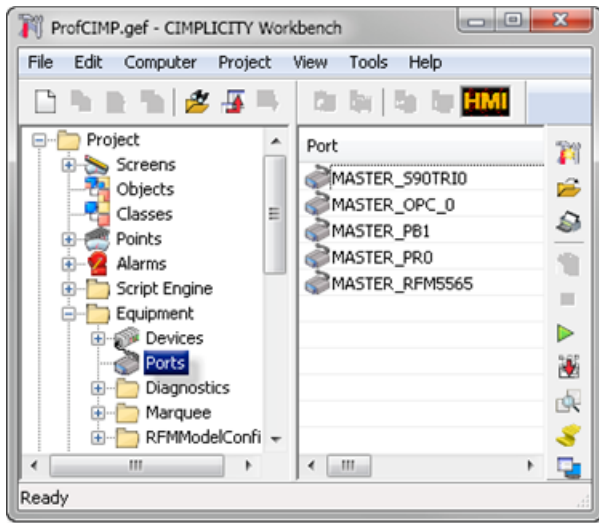 ProfCIMP.gef - CIMPLICITY Workbench
File Edit Computer Project View Tools Help
HMI
Project
Screens
Objects
Classes
Points
Alarms
Script Engine
Equipment
Devices
Ports
Diagnostics
Marquee
RFMModelConfi
Port
MASTER_S90TRI0
MASTER_OPC_0
MASTER_PB1
MASTER_PR0
MASTER_RFM5565
Ready